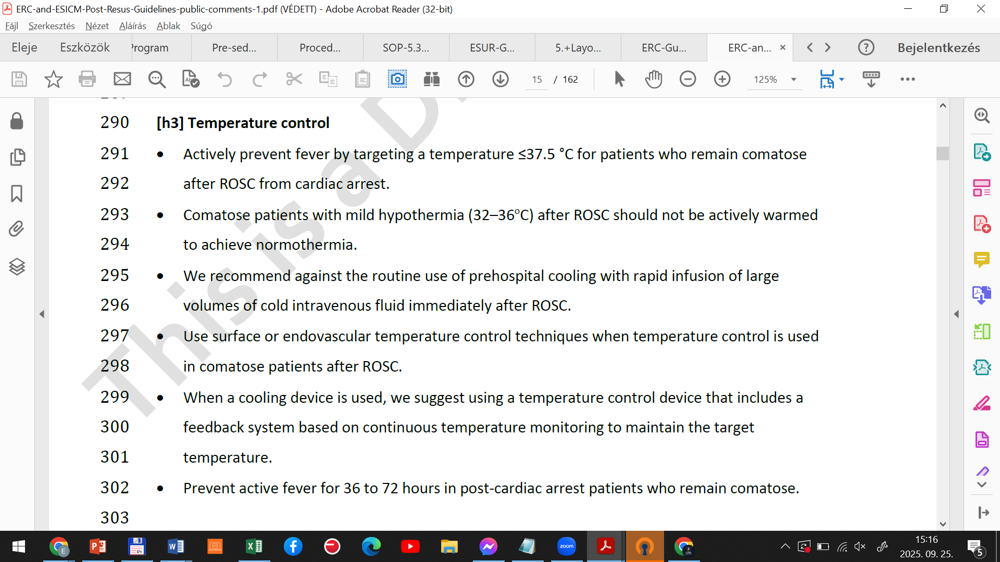 ERC-and-ESICM-Post-Resus-Guidelines-public-comments-1.pdf (VÉDETT) - Adobe Acrobat Reader (32-bit)
Fájl Szerkesztés Nézet Aláírás Ablak Súgó
Eleje Eszközök Program Pre-sed... Proced... SOP-5.3... ESUR-G... 5.+Layo... ERC-Gu... ERC-an... Bejelentkezés
15 / 162 125%
290 [h3] Temperature control
291 • Actively prevent fever by targeting a temperature ≤37.5 °C for patients who remain comatose
292 after ROSC from cardiac arrest.
293 • Comatose patients with mild hypothermia (32–36°C) after ROSC should not be actively warmed
294 to achieve normothermia.
295 • We recommend against the routine use of prehospital cooling with rapid infusion of large
296 volumes of cold intravenous fluid immediately after ROSC.
297 • Use surface or endovascular temperature control techniques when temperature control is used
298 in comatose patients after ROSC.
299 • When a cooling device is used, we suggest using a temperature control device that includes a
300 feedback system based on continuous temperature monitoring to maintain the target
301 temperature.
302 • Prevent active fever for 36 to 72 hours in post-cardiac arrest patients who remain comatose.
303
This is a D
zoom
15:16
2025. 09. 25.
5